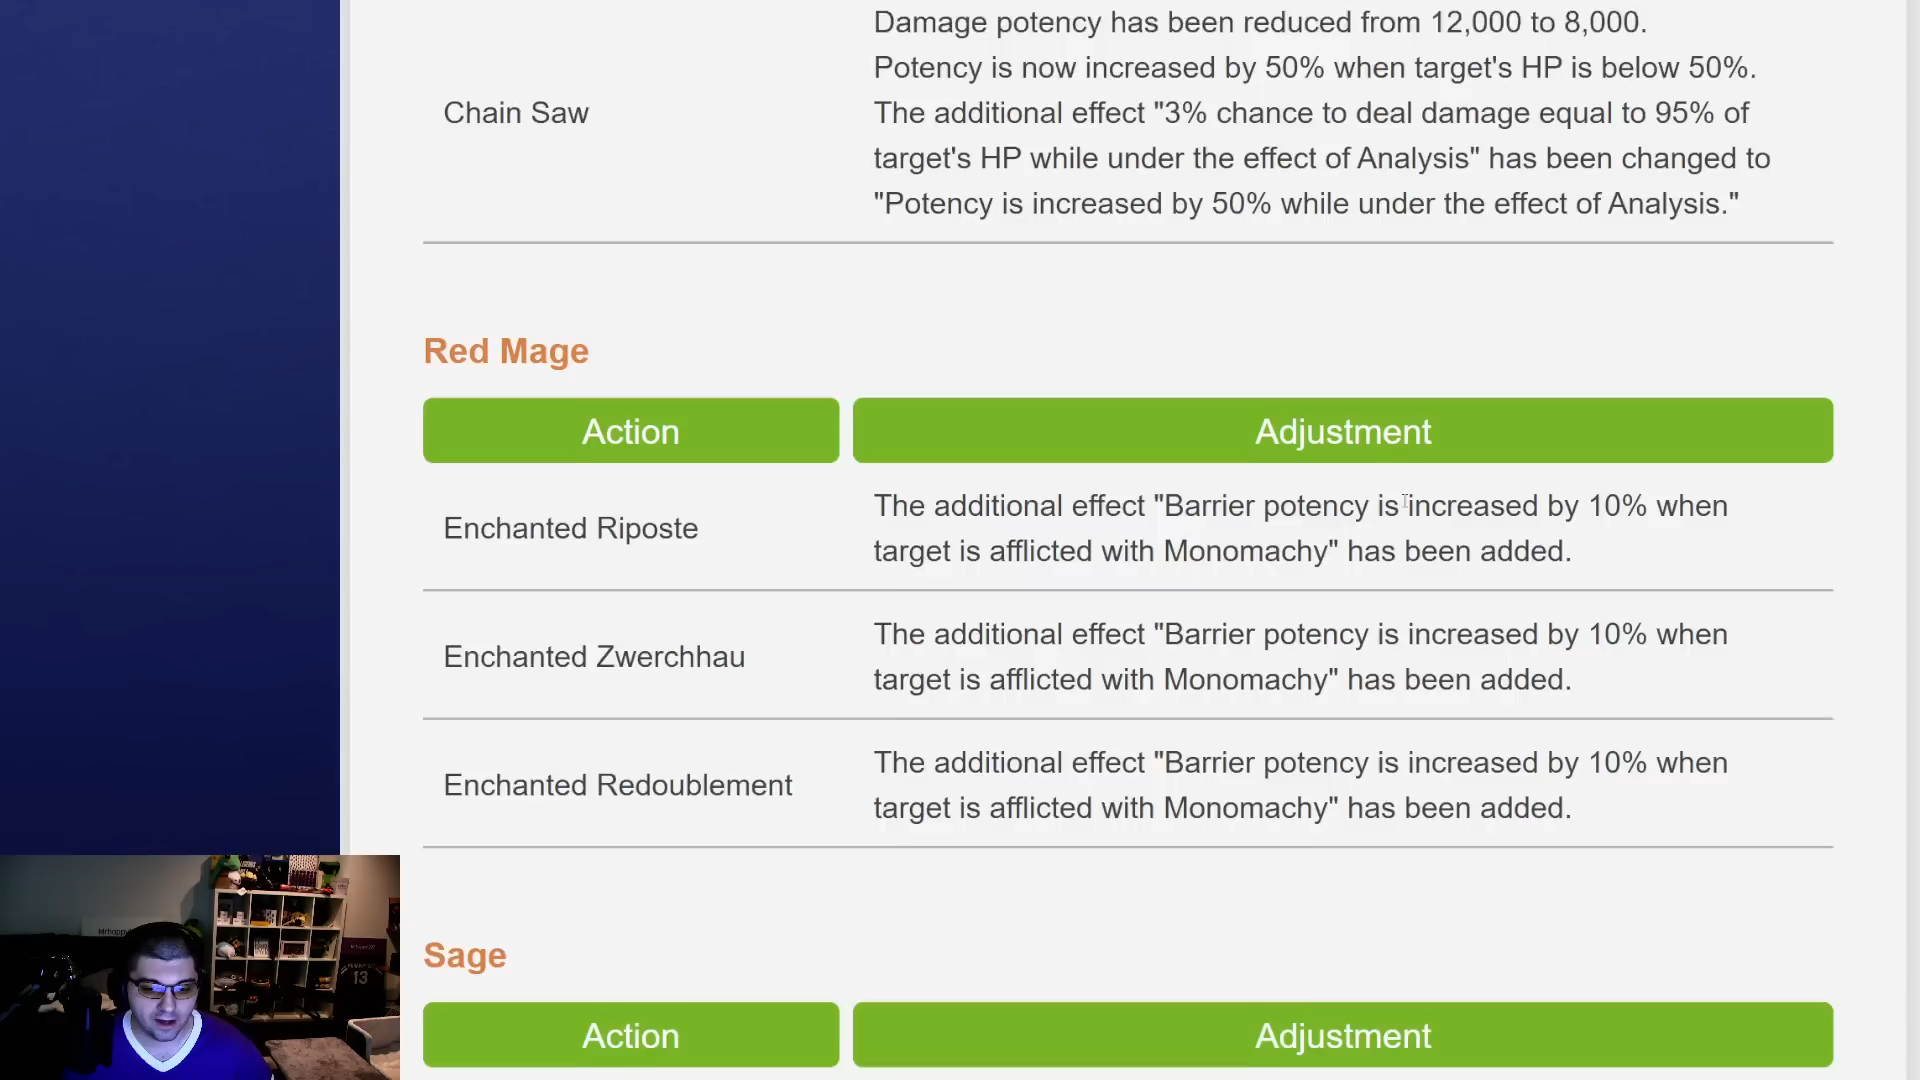 Damage potency has been reduced from 12,000 to 8,000.
Potency is now increased by 50% when target's HP is below 50%.
Chain Saw
The additional effect "3% chance to deal damage equal to 95% of
target's HP while under the effect of Analysis" has been changed to
"Potency is increased by 50% while under the effect of Analysis."
Red Mage
Action
Adjustment
Enchanted Riposte
The additional effect "Barrier potency is increased by 10% when
target is afflicted with Monomachy" has been added.
Enchanted Zwerchhau
The additional effect "Barrier potency is increased by 10% when
target is afflicted with Monomachy" has been added.
Enchanted Redoublement
The additional effect "Barrier potency is increased by 10% when
target is afflicted with Monomachy" has been added.
Sage
Action
Adjustment
13